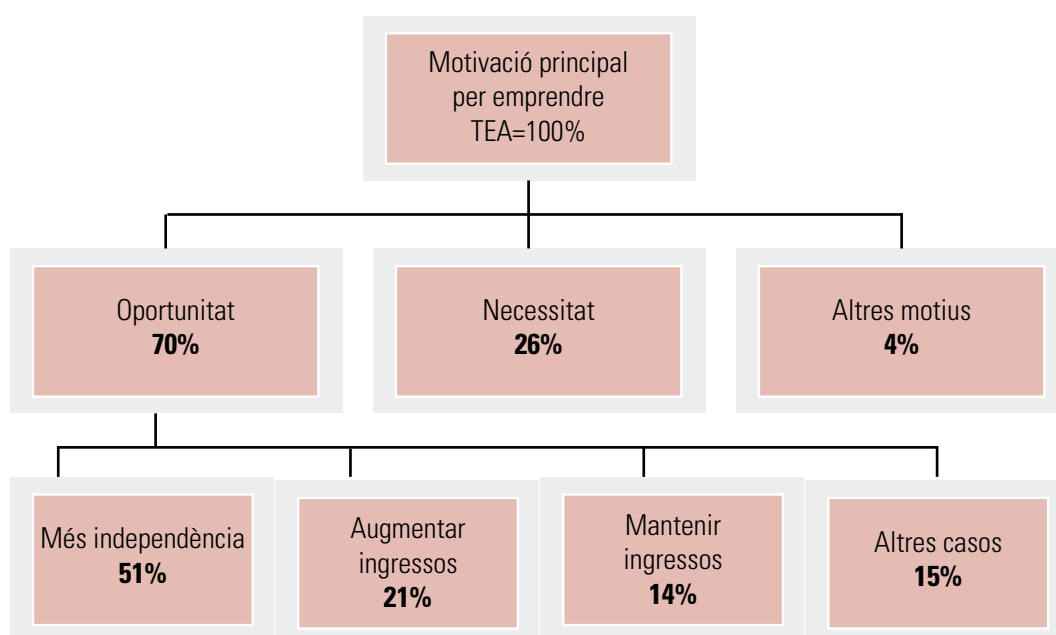 Motivació principal
per emprendre
TEA=100%
Oportunitat
70%
Necessitat
26%
Altres motius
4%
Més independència
51%
Augmentar
ingressos
21%
Mantenir
ingressos
14%
Altres casos
15%